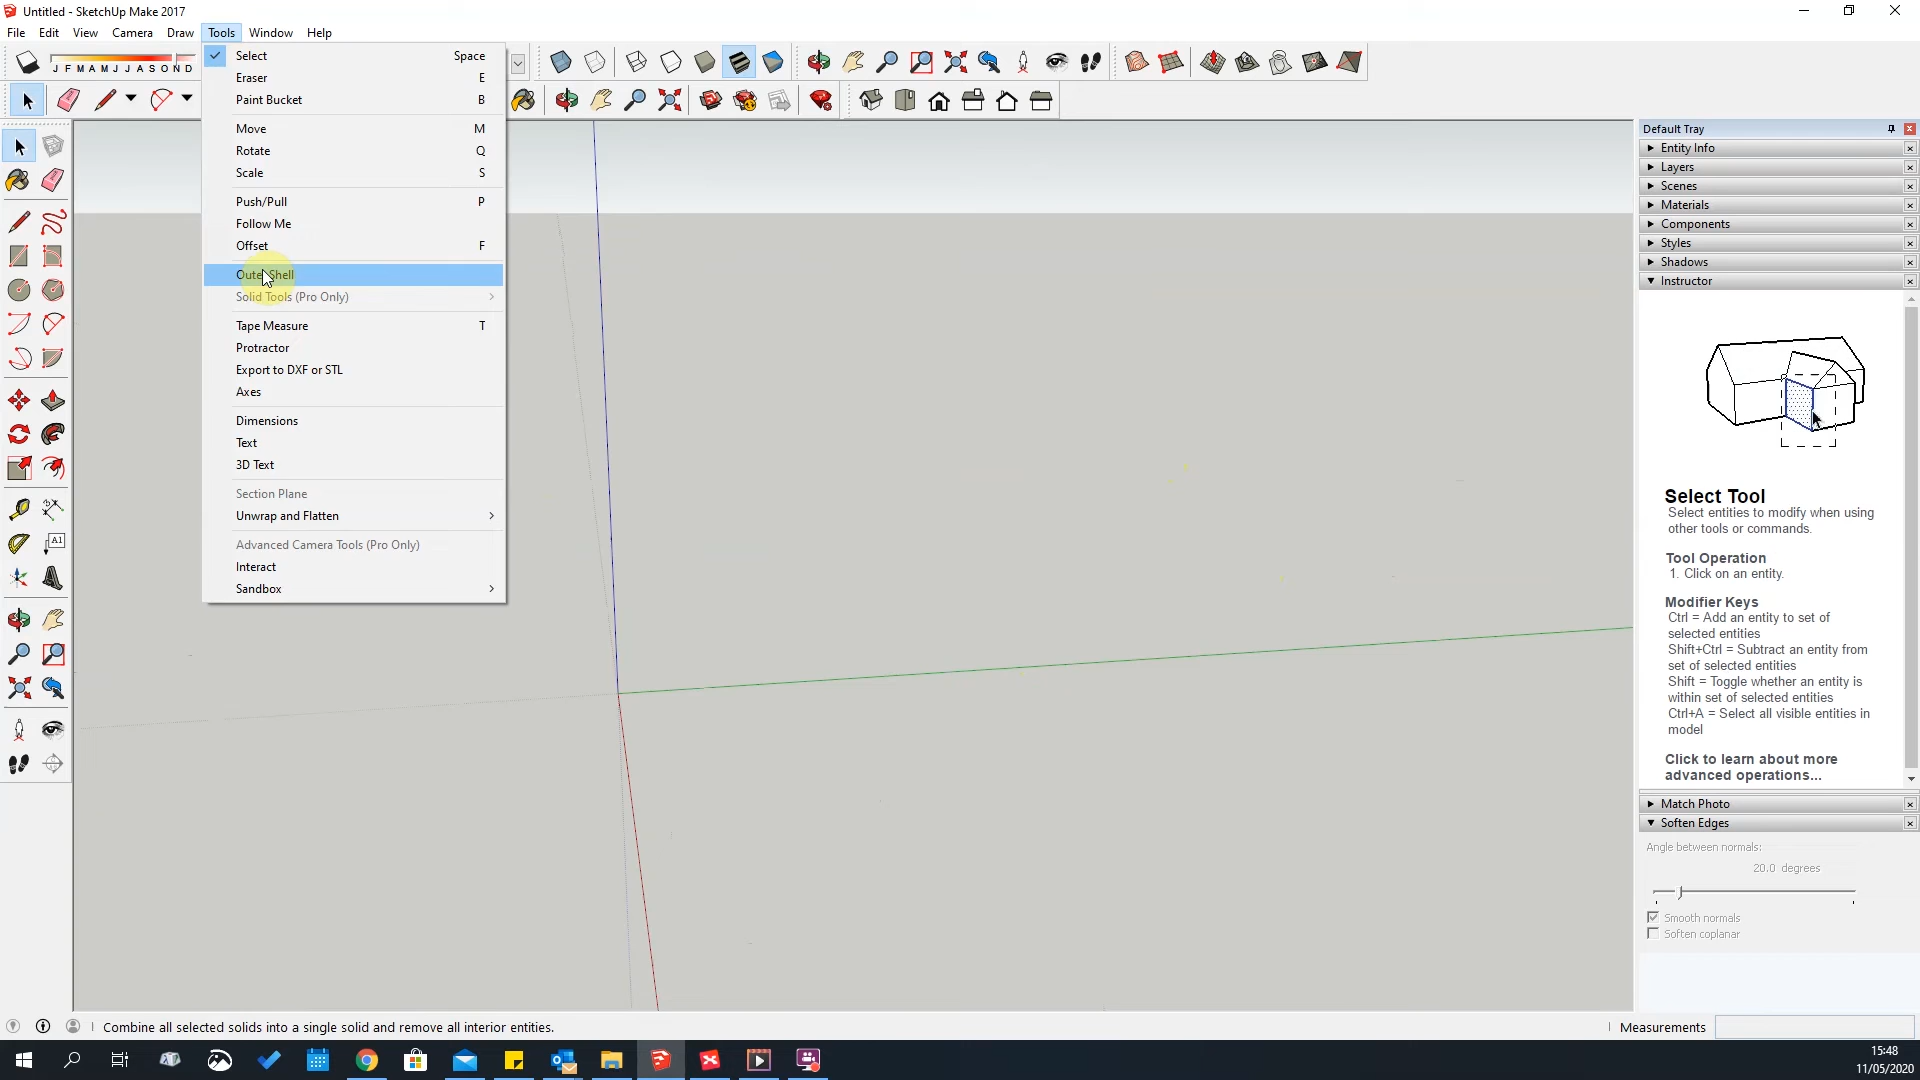 Untitled - SketchUp Make 2017
File Edit View Camera Draw Tools Window Help
J F M A M J J A S O N D
Select Space
Eraser E
Paint Bucket B
Move M
Rotate Q
Scale S
Push/Pull P
Follow Me
Offset F
Outer Shell
Solid Tools (Pro Only)
Tape Measure T
Protractor
Export to DXF or STL
Axes
Dimensions
Text
3D Text
Section Plane
Unwrap and Flatten
Advanced Camera Tools (Pro Only)
Interact
Sandbox
A1
Default Tray
Entity Info
Layers
Scenes
Materials
Components
Styles
Shadows
Instructor
Select Tool
Select entities to modify when using
other tools or commands.
Tool Operation
1. Click on an entity.
Modifier Keys
Ctrl = Add an entity to set of
selected entities
Shift+Ctrl = Subtract an entity from
set of selected entities
Shift = Toggle whether an entity is
within set of selected entities
Ctrl+A = Select all visible entities in
model
Click to learn about more
advanced operations...
Match Photo
Soften Edges
Angle between normals:
20.0 degrees
Smooth normals
Soften coplanar
Combine all selected solids into a single solid and remove all interior entities.
Measurements
15:48
11/05/2020